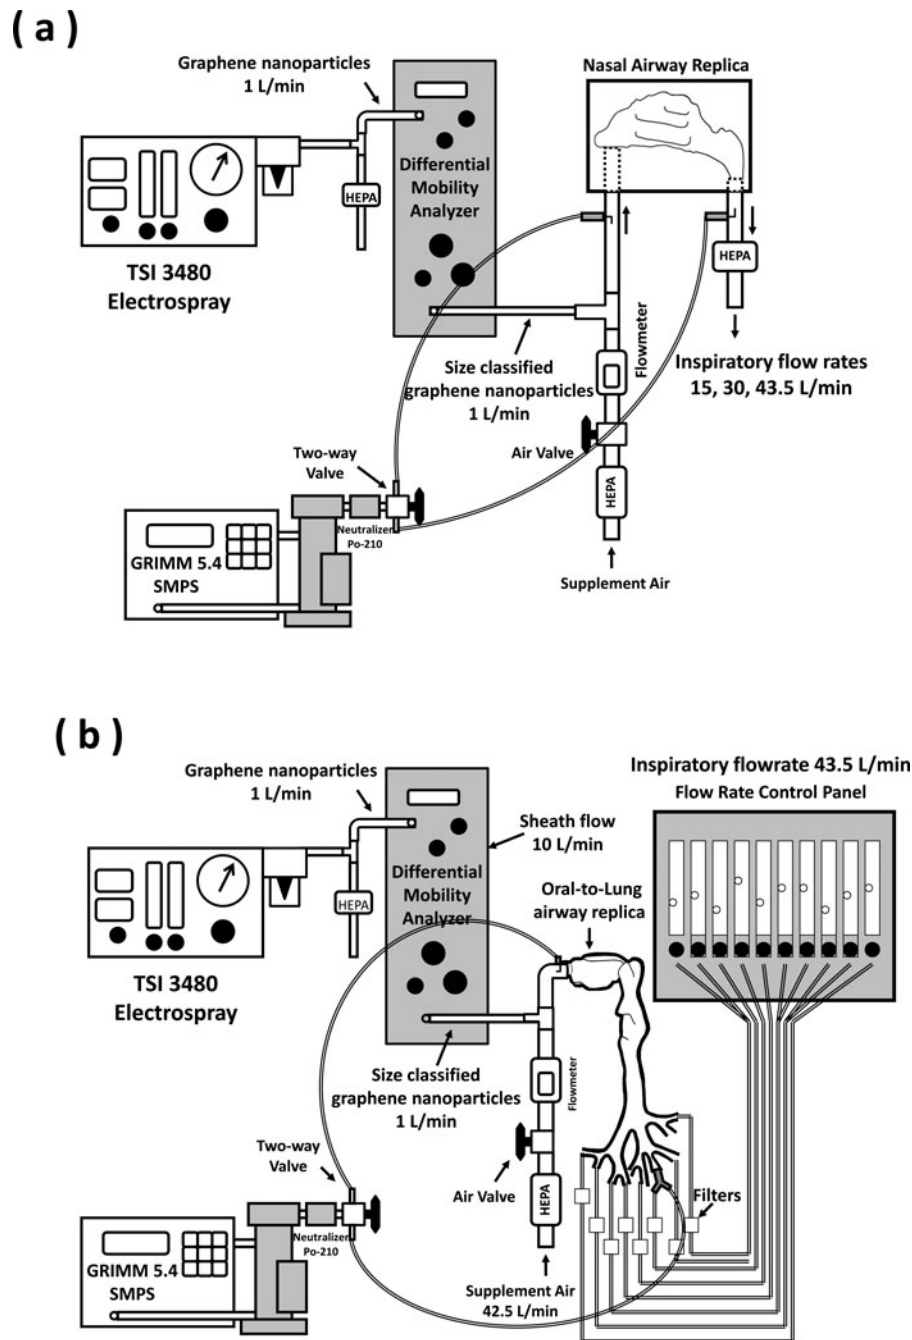 ( a )
Graphene nanoparticles
1 L/min
Nasal Airway Replica
HEPA
Differential
Mobility
Analyzer
TSI 3480
Electrospray
HEPA
Size classified
graphene nanoparticles
1 L/min
Flowmeter
Inspiratory flow rates
15, 30, 43.5 L/min
Two-way
Valve
Air Valve
HEPA
Neutralizer
Po-210
GRIMM 5.4
SMPS
Supplement Air
( b )
Graphene nanoparticles
1 L/min
Inspiratory flowrate 43.5 L/min
Flow Rate Control Panel
Sheath flow
10 L/min
Differential
Mobility
Analyzer
Oral-to-Lung
airway replica
HEPA
TSI 3480
Electrospray
Size classified
graphene nanoparticles
1 L/min
Flowmeter
Two-way
Valve
Air Valve
HEPA
Filters
Neutralizer
Po-210
GRIMM 5.4
SMPS
Supplement Air
42.5 L/min